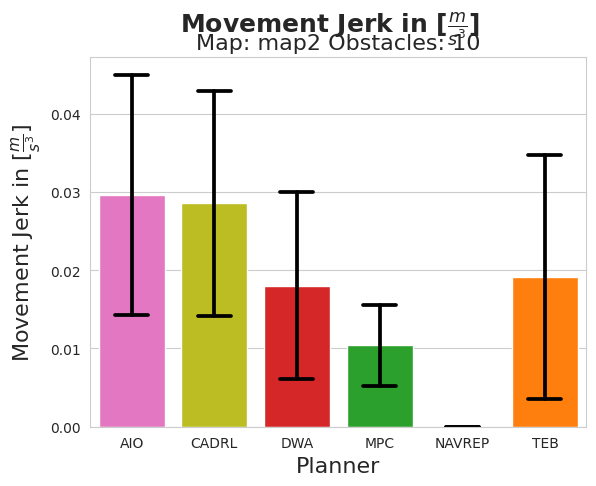 Movement Jerk in [m/s³]
Map: map2 Obstacles: 10
Movement Jerk in [m/s³]
0.04
0.03
0.02
0.01
0.00
AIO CADRL DWA MPC NAVREP TEB
Planner